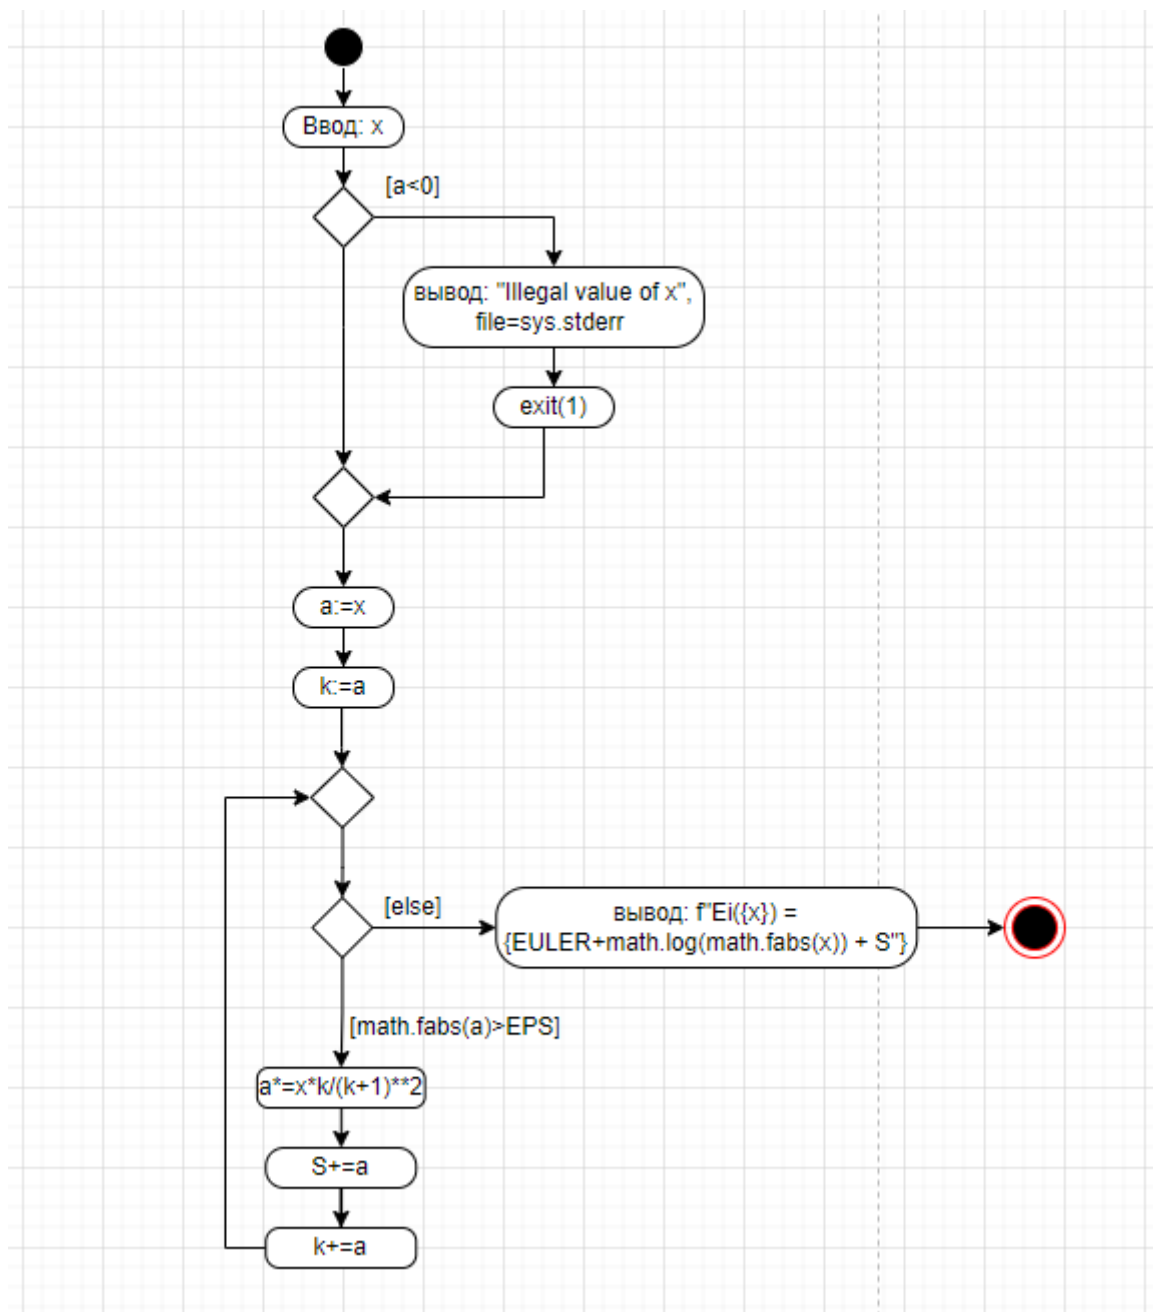 Ввод: x
[a<0]
вывод: "Illegal value of x",
file=sys.stderr
exit(1)
a:=x
k:=a
[else]
вывод: f"Ei({x}) =
{EULER+math.log(math.fabs(x)) + S"}
[math.fabs(a)>EPS]
a*=x*k/(k+1)**2
S+=a
k+=a